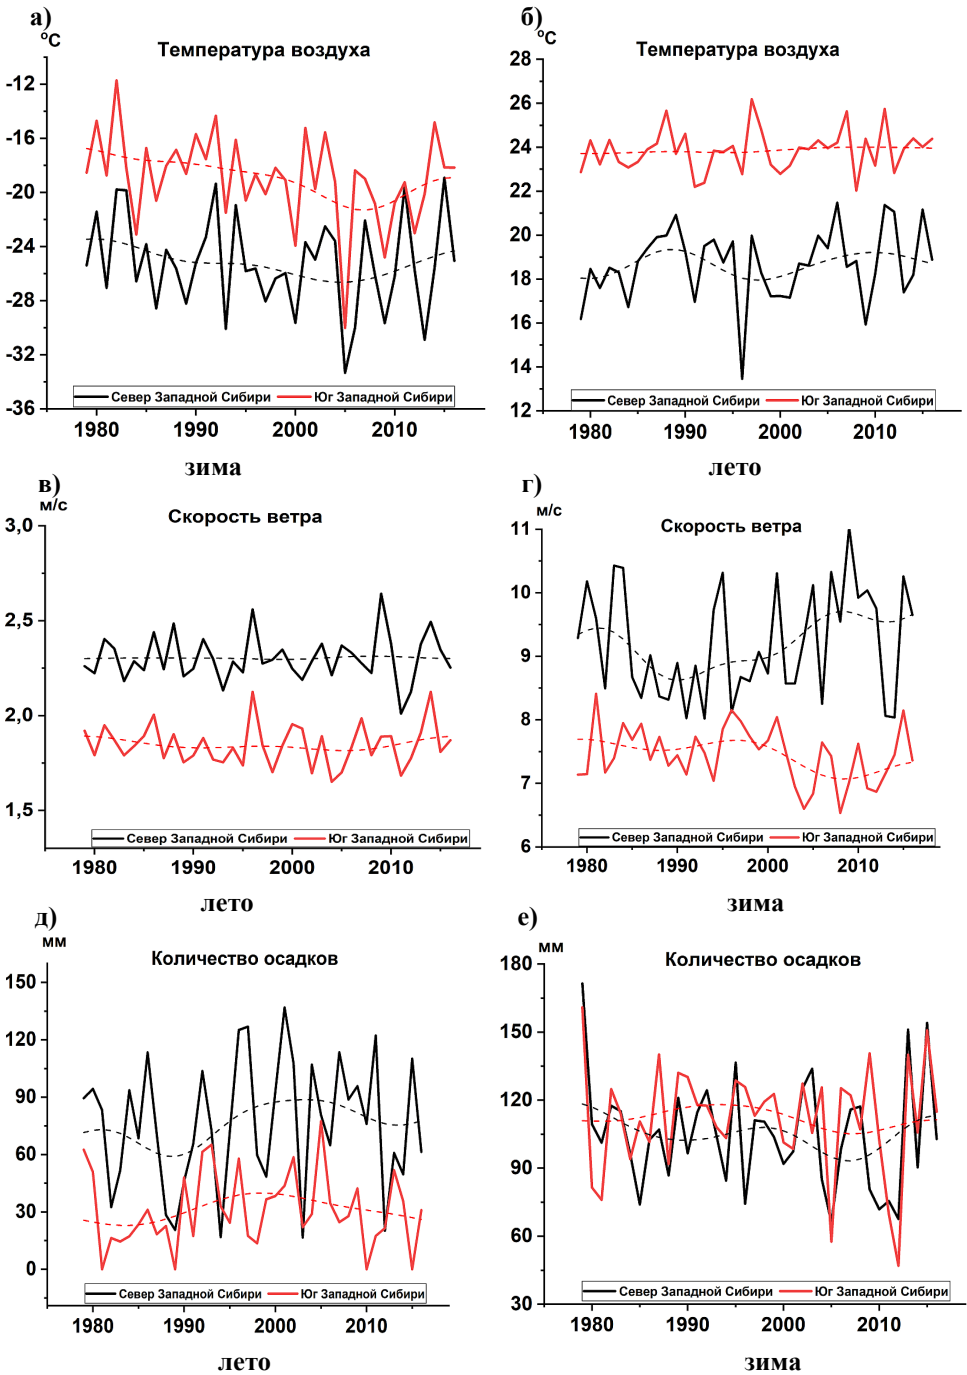 а)
°C
Температура воздуха
-12
-16
-20
-24
-28
-32
-36
Север Западной Сибири Юг Западной Сибири
1980 1990 2000 2010
зима
б)
°C
Температура воздуха
28
26
24
22
20
18
16
14
12
Север Западной Сибири Юг Западной Сибири
1980 1990 2000 2010
лето
в)
м/с
Скорость ветра
3,0
2,5
2,0
1,5
Север Западной Сибири Юг Западной Сибири
1980 1990 2000 2010
лето
г)
м/с
Скорость ветра
11
10
9
8
7
6
Север Западной Сибири Юг Западной Сибири
1980 1990 2000 2010
зима
д)
мм
Количество осадков
150
120
90
60
30
0
Север Западной Сибири Юг Западной Сибири
1980 1990 2000 2010
лето
е)
мм
Количество осадков
180
150
120
90
60
30
Север Западной Сибири Юг Западной Сибири
1980 1990 2000 2010
зима